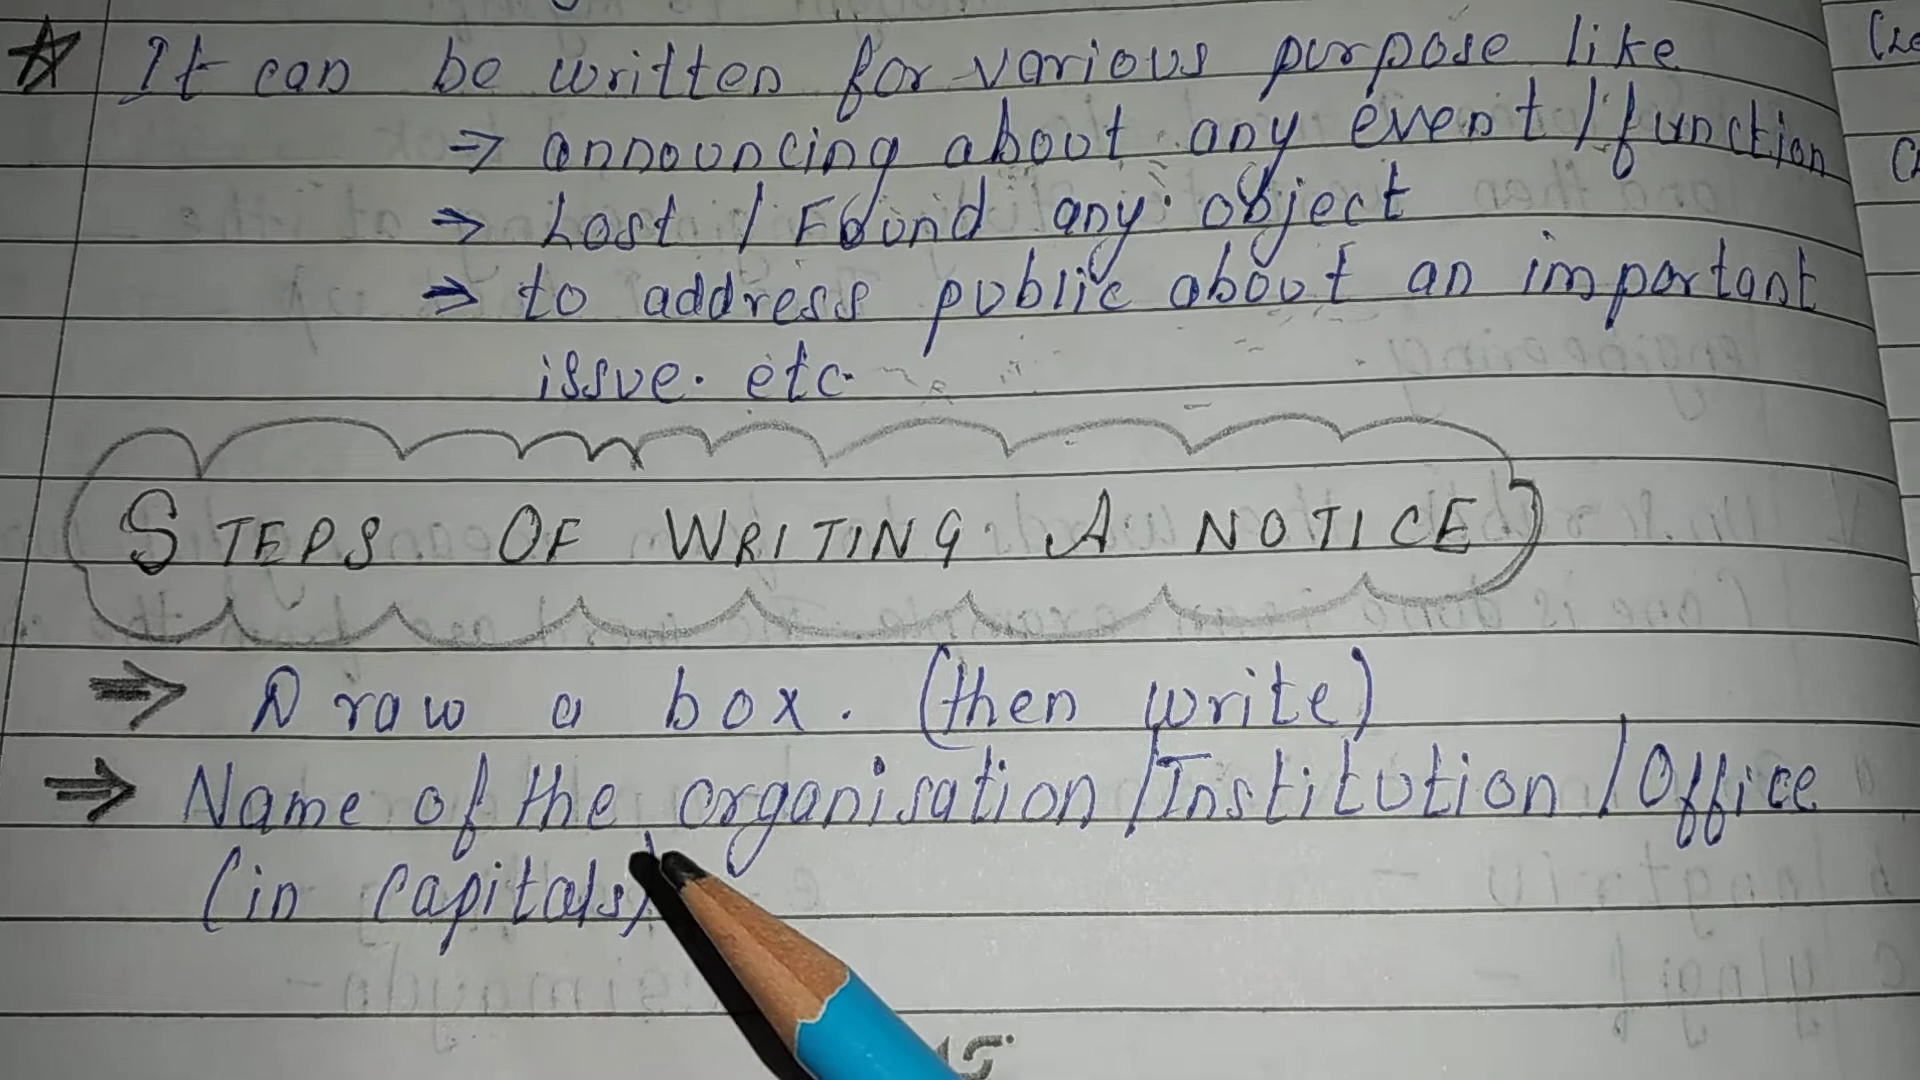 It can be written for various purpose like
⇒ announcing about any event / function
⇒ Lost / Found any object
⇒ to address public about an important
issue. etc.
STEPS OF WRITING A NOTICE
⇒ Draw a box. (then write)
⇒ Name of the organisation / Institution / Office
(in capitals)